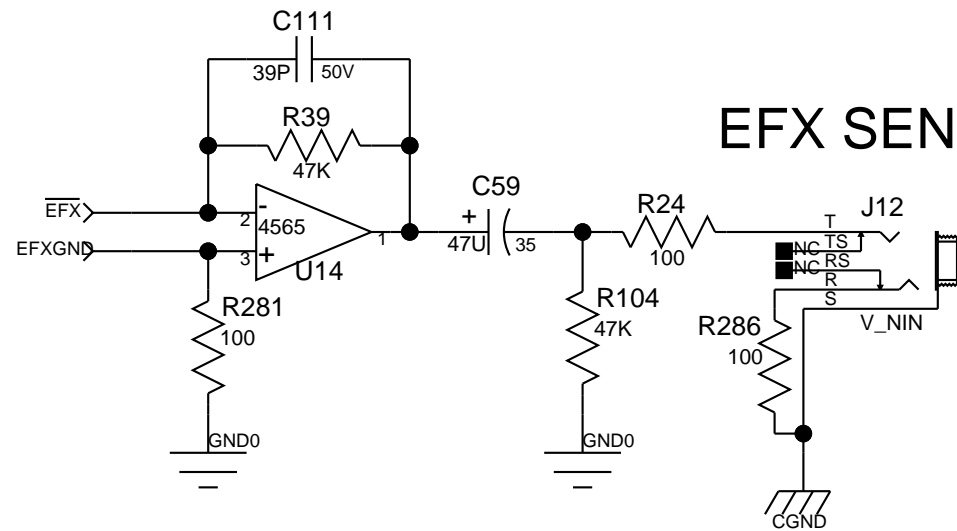 C111
39P 50V
R39
47K
EFX SEN
EFX
EFXGND
2 -
4565
3 +
1
U14
C59
+
47U 35
R24
100
J12
T
TS
NC
RS
NC
R
S
V_NIN
R281
100
R104
47K
R286
100
GND0
GND0
CGND